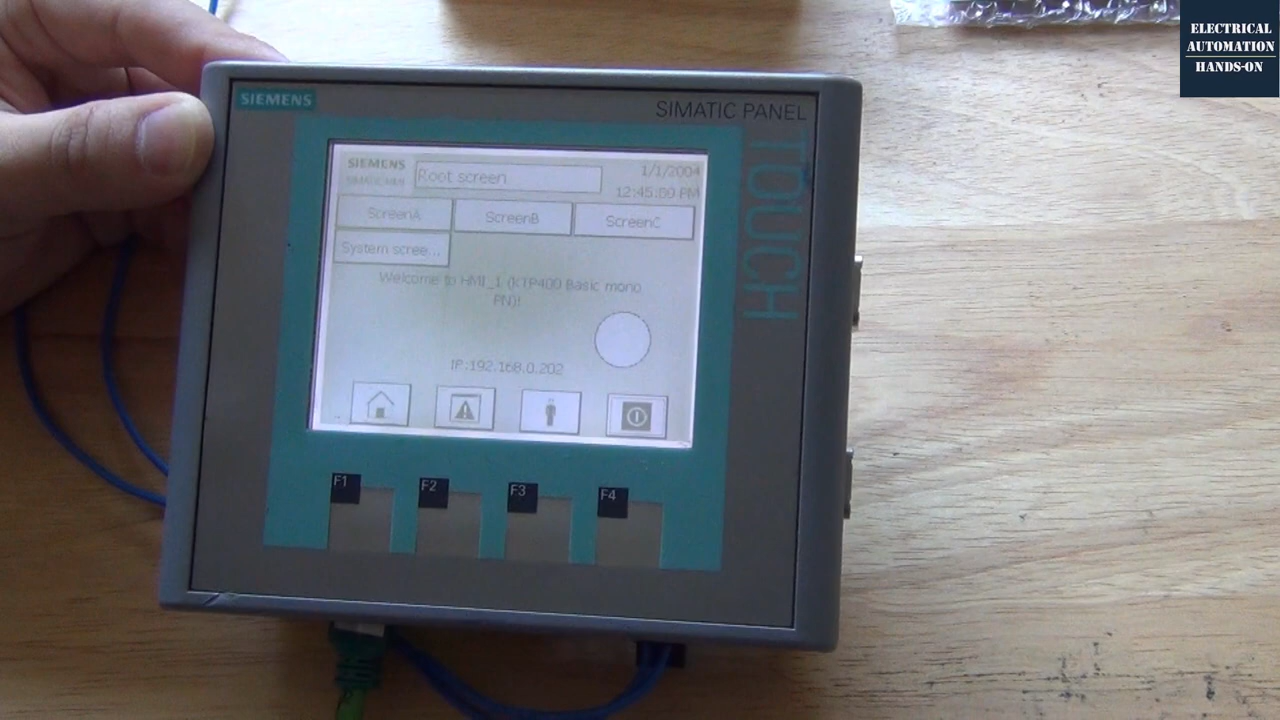 ELECTRICAL
AUTOMATION
HANDS-ON
SIEMENS
SIMATIC PANEL
TOUCH
SIEMENS
SIMATIC HMI
Root screen
1/1/2004
12:45:00 PM
ScreenA
ScreenB
ScreenC
System scree...
Welcome to HMI_1 (KTP400 Basic mono
PN)!
IP:192.168.0.202
F1
F2
F3
F4